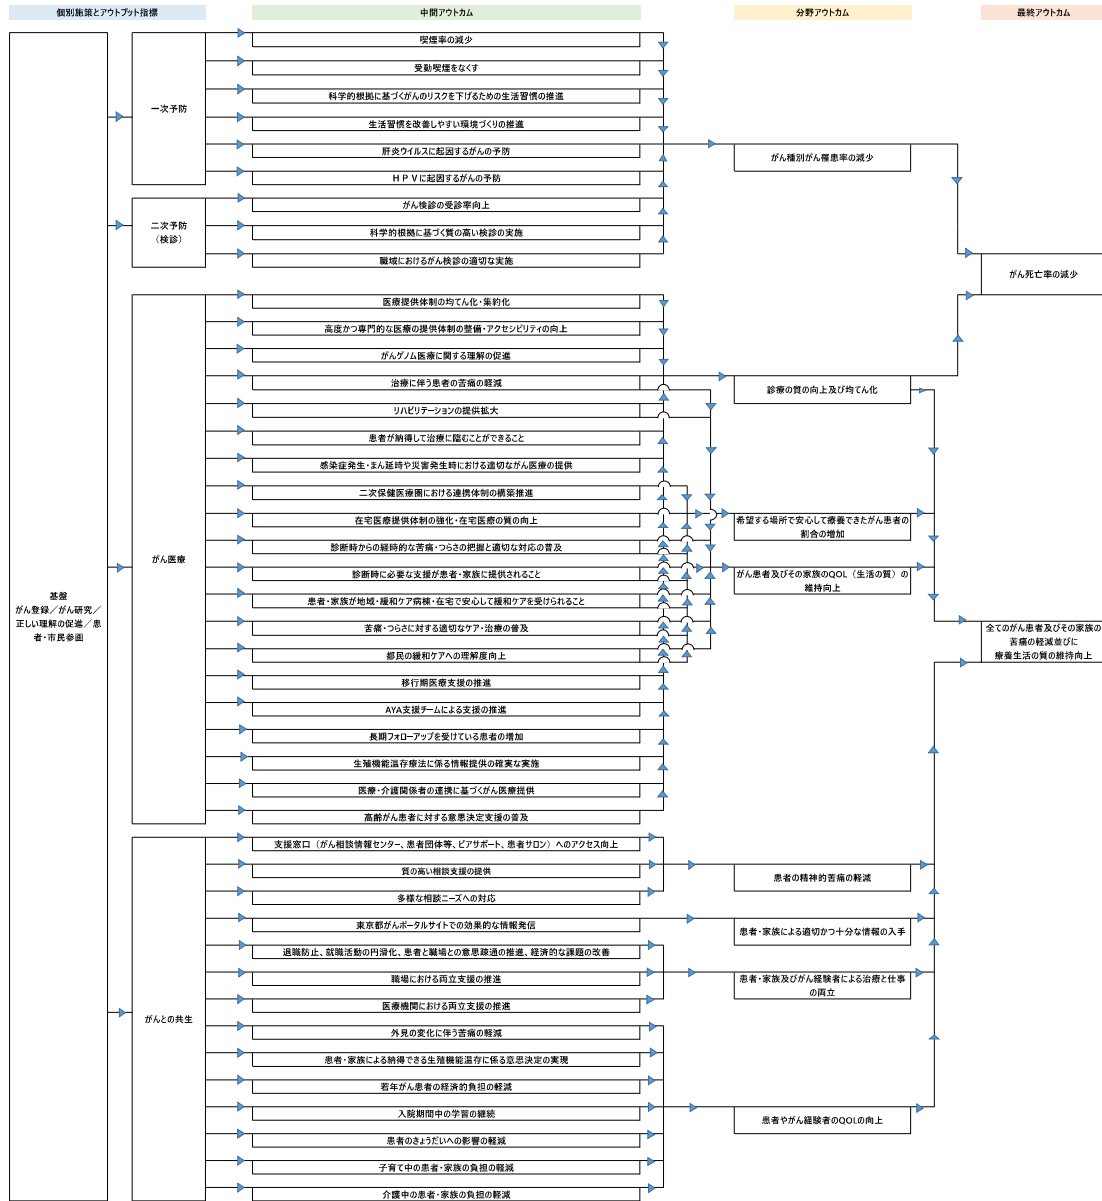 個別施策とアウトプット指標
中間アウトカム
分野アウトカム
最終アウトカム
基盤
がん登録／がん研究／
正しい理解の促進／患
者・市民参画
一次予防
二次予防
（検診）
がん医療
がんとの共生
喫煙率の減少
受動喫煙をなくす
科学的根拠に基づくがんのリスクを下げるための生活習慣の推進
生活習慣を改善しやすい環境づくりの推進
肝炎ウイルスに起因するがんの予防
ＨＰＶに起因するがんの予防
がん検診の受診率向上
科学的根拠に基づく質の高い検診の実施
職域におけるがん検診の適切な実施
医療提供体制の均てん化・集約化
高度かつ専門的な医療の提供体制の整備・アクセシビリティの向上
がんゲノム医療に関する理解の促進
治療に伴う患者の苦痛の軽減
リハビリテーションの提供拡大
患者が納得して治療に臨むことができること
感染症発生・まん延時や災害発生時における適切ながん医療の提供
二次保健医療圏における連携体制の構築推進
在宅医療提供体制の強化・在宅医療の質の向上
診断時からの経時的な苦痛・つらさの把握と適切な対応の普及
診断時に必要な支援が患者・家族に提供されること
患者・家族が地域・緩和ケア病棟・在宅で安心して緩和ケアを受けられること
苦痛・つらさに対する適切なケア・治療の普及
都民の緩和ケアへの理解度向上
移行期医療支援の推進
AYA支援チームによる支援の推進
長期フォローアップを受けている患者の増加
生殖機能温存療法に係る情報提供の確実な実施
医療・介護関係者の連携に基づくがん医療提供
高齢がん患者に対する意思決定支援の普及
支援窓口（がん相談情報センター、患者団体等、ピアサポート、患者サロン）へのアクセス向上
質の高い相談支援の提供
多様な相談ニーズへの対応
東京都がんポータルサイトでの効果的な情報発信
退職防止、就職活動の円滑化、患者と職場との意思疎通の推進、経済的な課題の改善
職場における両立支援の推進
医療機関における両立支援の推進
外見の変化に伴う苦痛の軽減
患者・家族による納得できる生殖機能温存に係る意思決定の実現
若年がん患者の経済的負担の軽減
入院期間中の学習の継続
患者のきょうだいへの影響の軽減
子育て中の患者・家族の負担の軽減
介護中の患者・家族の負担の軽減
がん種別がん罹患率の減少
診療の質の向上及び均てん化
希望する場所で安心して療養できたがん患者の
割合の増加
がん患者及びその家族のQOL（生活の質）の
維持向上
患者の精神的苦痛の軽減
患者・家族による適切かつ十分な情報の入手
患者・家族及びがん経験者による治療と仕事
の両立
患者やがん経験者のQOLの向上
がん死亡率の減少
全てのがん患者及びその家族の
苦痛の軽減並びに
療養生活の質の維持向上